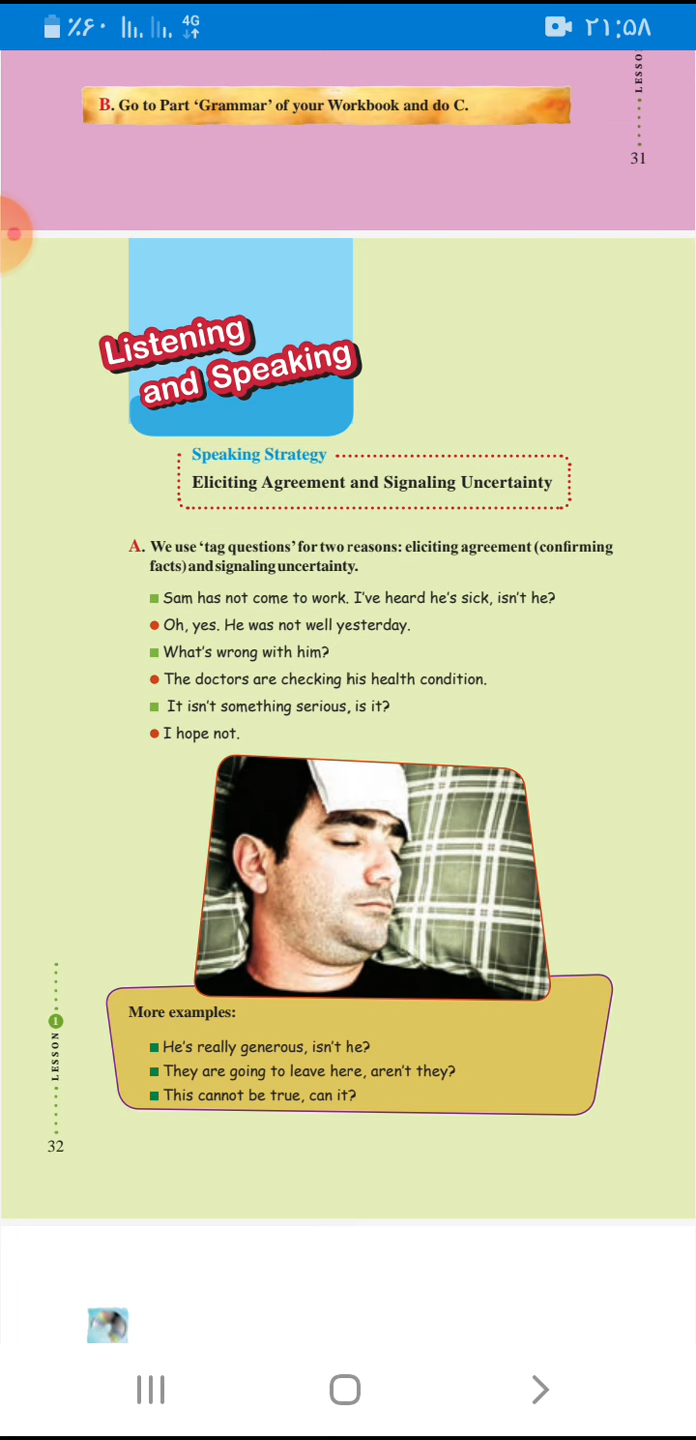 ٪۶۰ 4G ۲۱:۵۸
B. Go to Part ‘Grammar’ of your Workbook and do C.
LESSO
31
Listening
and Speaking
Speaking Strategy
Eliciting Agreement and Signaling Uncertainty
A. We use ‘tag questions’ for two reasons: eliciting agreement (confirming
facts) and signaling uncertainty.
Sam has not come to work. I’ve heard he’s sick, isn’t he?
Oh, yes. He was not well yesterday.
What’s wrong with him?
The doctors are checking his health condition.
It isn’t something serious, is it?
I hope not.
More examples:
He’s really generous, isn’t he?
They are going to leave here, aren’t they?
This cannot be true, can it?
LESSON 1
32